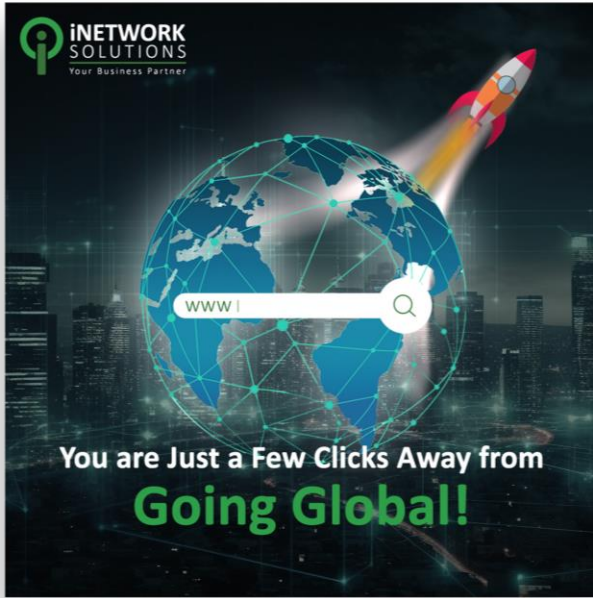 iNETWORK
SOLUTIONS
Your Business Partner
WWW
You are Just a Few Clicks Away from
Going Global!